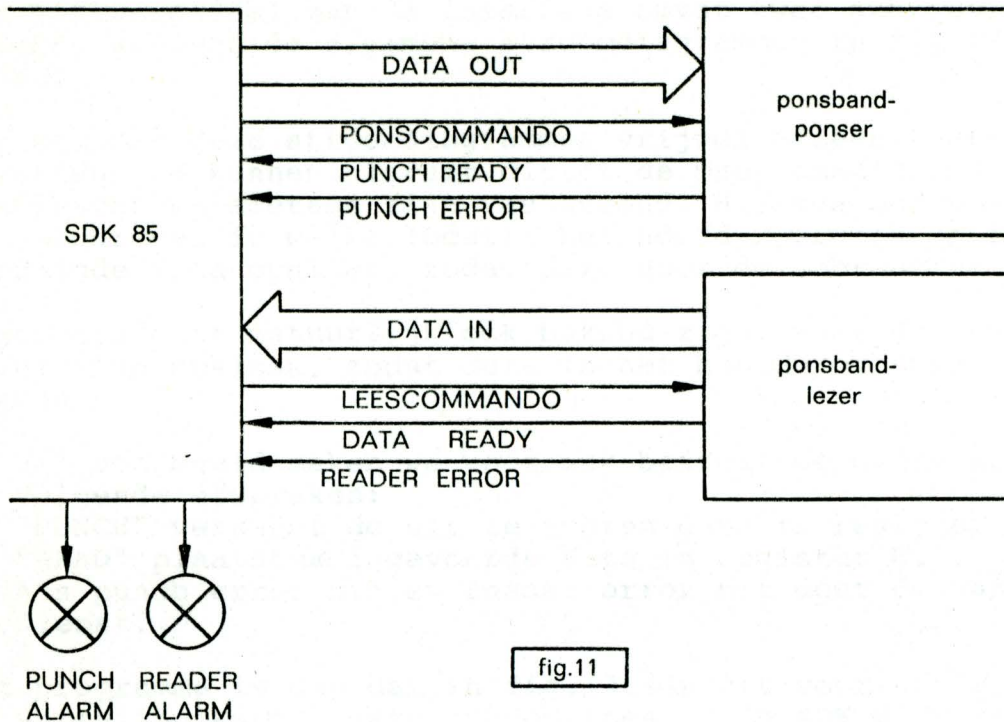 DATA OUT
PONSCOMMANDO
PUNCH READY
PUNCH ERROR
ponsband-
ponser
SDK 85
DATA IN
LEESCOMMANDO
DATA READY
READER ERROR
ponsband-
lezer
PUNCH READER
ALARM ALARM
fig.11